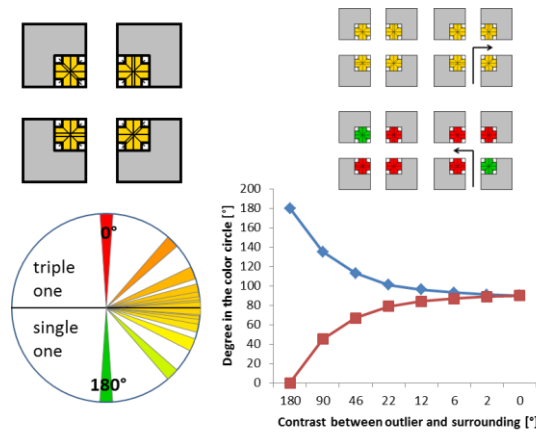 0°
triple
one
single
one
180°
Degree in the color circle [°]
200
180
160
140
120
100
80
60
40
20
0
180 90 46 22 12 6 2 0
Contrast between outlier and surrounding [°]